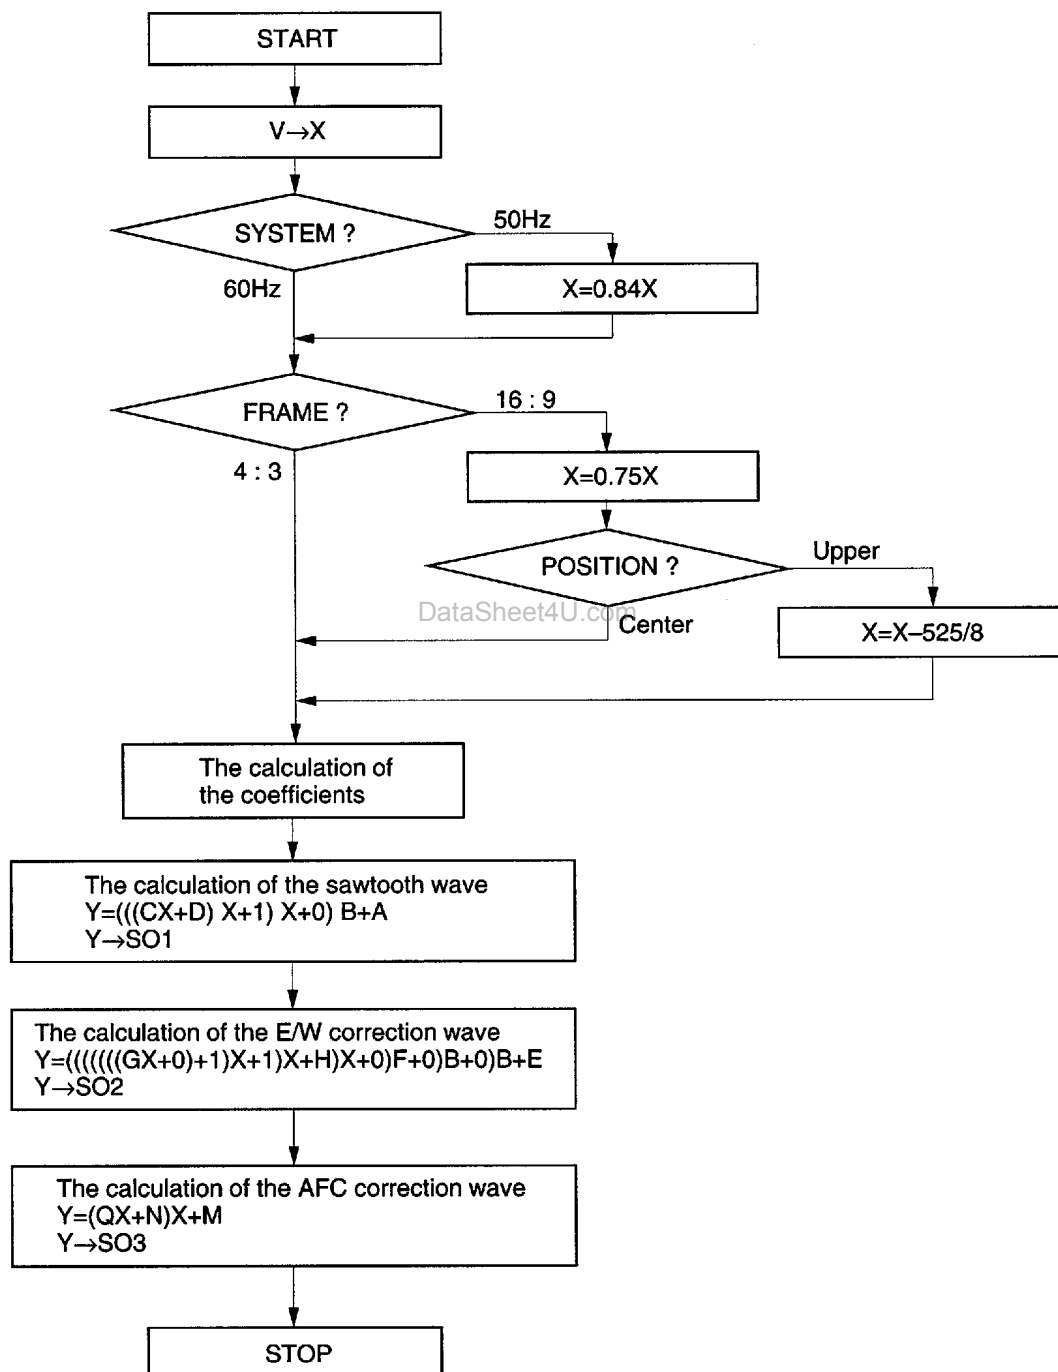 START
V→X
SYSTEM ?
50Hz
X=0.84X
60Hz
FRAME ?
16 : 9
4 : 3
X=0.75X
POSITION ?
Upper
DataSheet4U.com
Center
X=X–525/8
The calculation of
the coefficients
The calculation of the sawtooth wave
Y=(((CX+D) X+1) X+0) B+A
Y→SO1
The calculation of the E/W correction wave
Y=(((((((GX+0)+1)X+1)X+H)X+0)F+0)B+0)B+E
Y→SO2
The calculation of the AFC correction wave
Y=(QX+N)X+M
Y→SO3
STOP